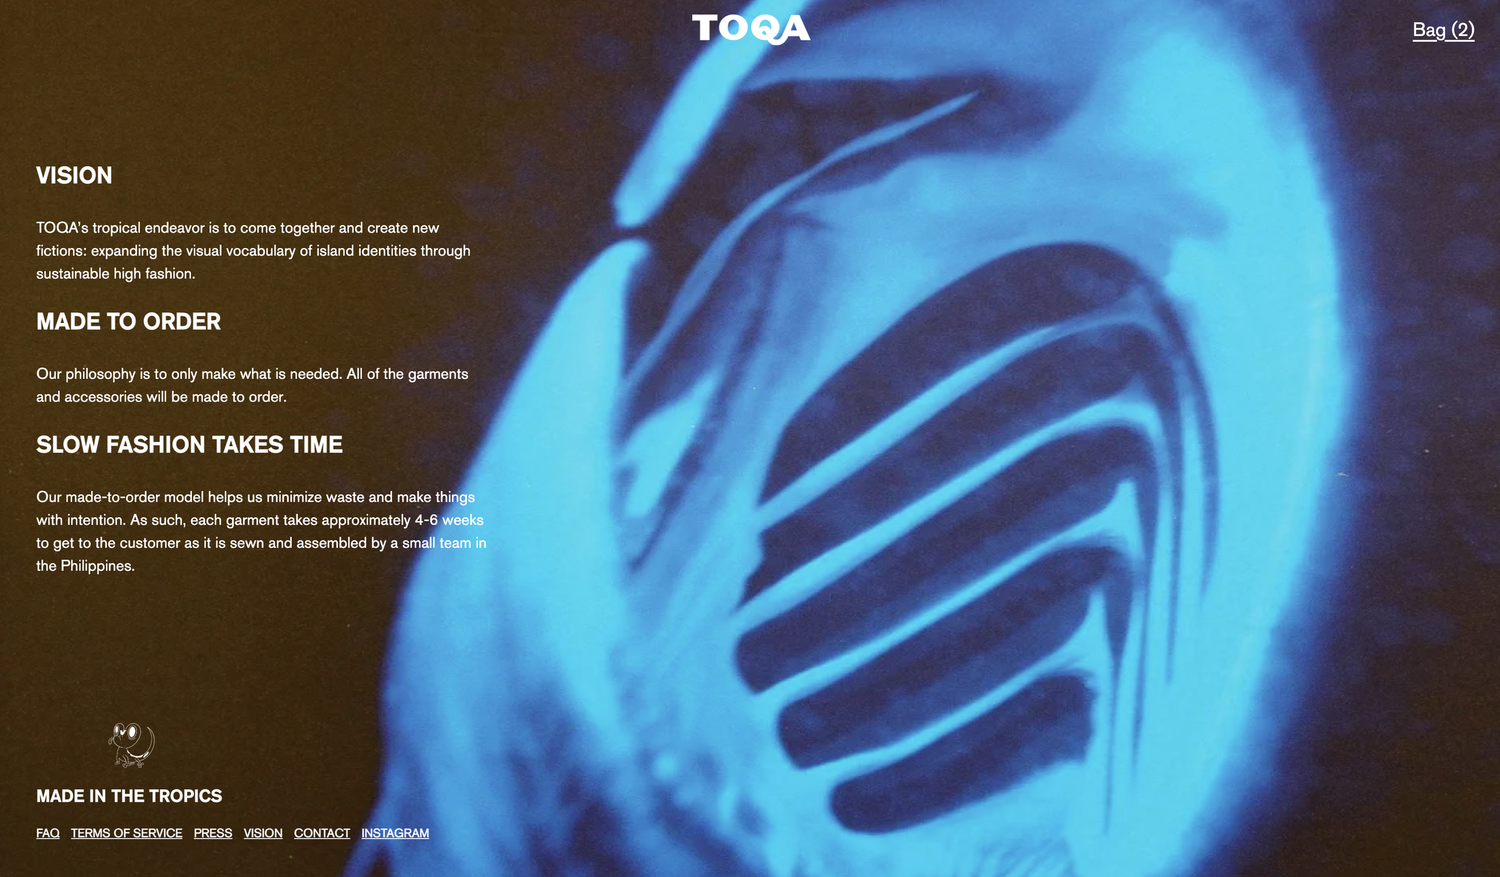 TOQA
Bag (2)
VISION
TOQA's tropical endeavor is to come together and create new
fictions: expanding the visual vocabulary of island identities through
sustainable high fashion.
MADE TO ORDER
Our philosophy is to only make what is needed. All of the garments
and accessories will be made to order.
SLOW FASHION TAKES TIME
Our made-to-order model helps us minimize waste and make things
with intention. As such, each garment takes approximately 4-6 weeks
to get to the customer as it is sewn and assembled by a small team in
the Philippines.
MADE IN THE TROPICS
FAQ TERMS OF SERVICE PRESS VISION CONTACT INSTAGRAM